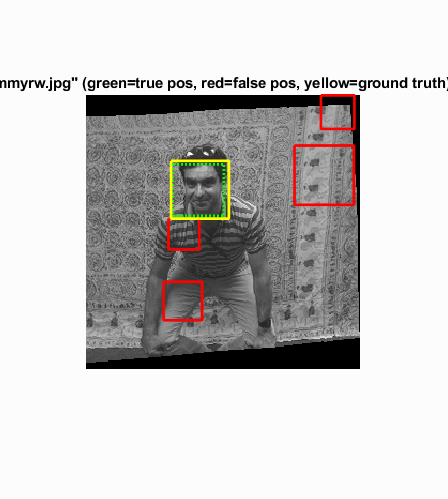 mmyrw.jpg" (green=true pos, red=false pos, yellow=ground truth)